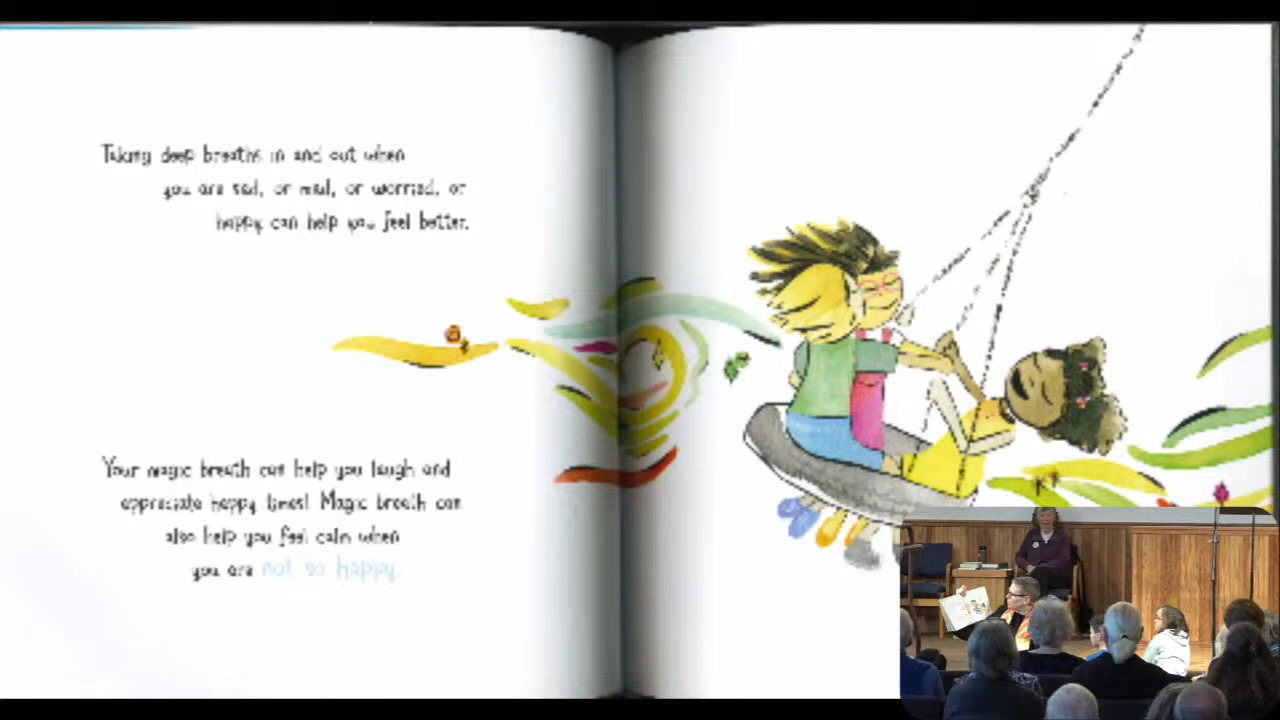 Taking deep breaths in and out when
you are sad, or mad, or worried, or
happy can help you feel better.
Your magic breath can help you laugh and
appreciate happy times! Magic breath can
also help you feel calm when
you are not so happy.